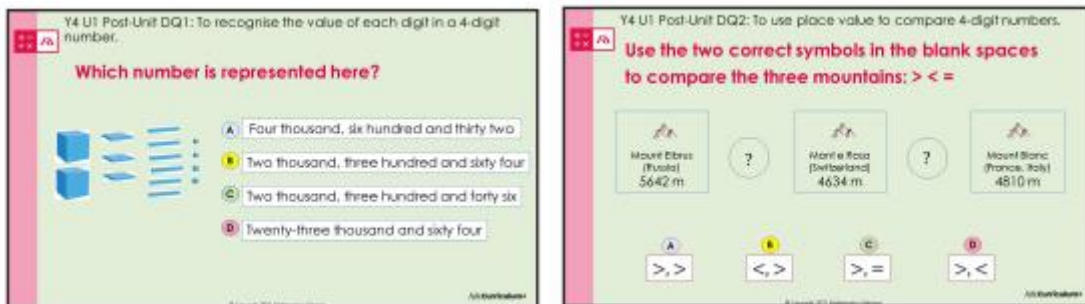 Y4 U1 Post-Unit DQ1: To recognise the value of each digit in a 4-digit
number.
Which number is represented here?
A Four thousand, six hundred and thirty two
B Two thousand, three hundred and sixty four
C Two thousand, three hundred and forty six
D Twenty-three thousand and sixty four
Y4 U1 Post-Unit DQ2: To use place value to compare 4-digit numbers.
Use the two correct symbols in the blank spaces
to compare the three mountains: > < =
Mount Elbrus
(Russia)
5642 m
?
Monte Rosa
(Switzerland)
4634 m
?
Mount Blanc
(France, Italy)
4810 m
A
>, >
B
<, >
C
>, =
D
>, <